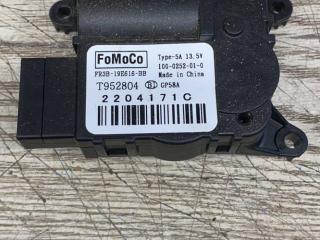 FoMoCo
FR3B-19E616-BB
Type-5A 13.5V
100-0252-01-0
Made in China
T952804
GP58A
2204171C